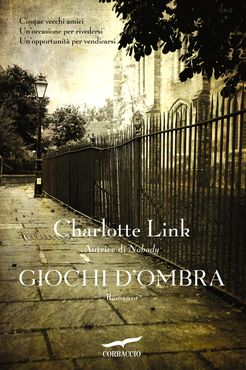 Cinque vecchi amici
Un'occasione per rivedersi
Un'opportunità per vendicarsi
Charlotte Link
Autrice di Nobody
GIOCHI D'OMBRA
Romanzo
CORBACCIO